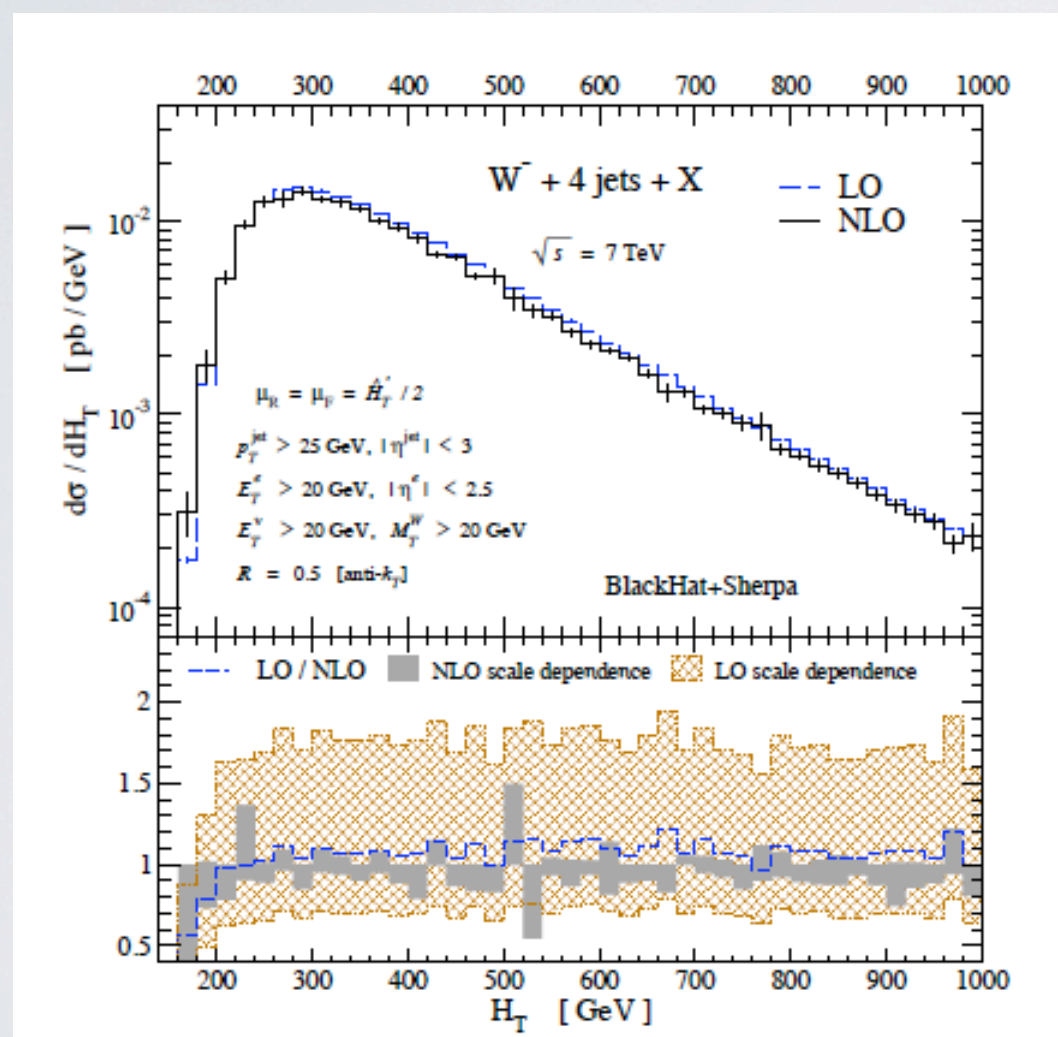 200 300 400 500 600 700 800 900 1000
W⁻ + 4 jets + X
LO
NLO
√s = 7 TeV
10⁻²
10⁻³
10⁻⁴
dσ / dH_T [ pb / GeV ]
μ_R = μ_F = Ĥ_T' / 2
p_T^jet > 25 GeV, | η^jet | < 3
E_T^e > 20 GeV, | η^e | < 2.5
E_T^ν > 20 GeV, M_T^W > 20 GeV
R = 0.5 [anti-k_T]
BlackHat+Sherpa
LO / NLO NLO scale dependence LO scale dependence
2
1.5
1
0.5
200 300 400 500 600 700 800 900 1000
H_T [ GeV ]